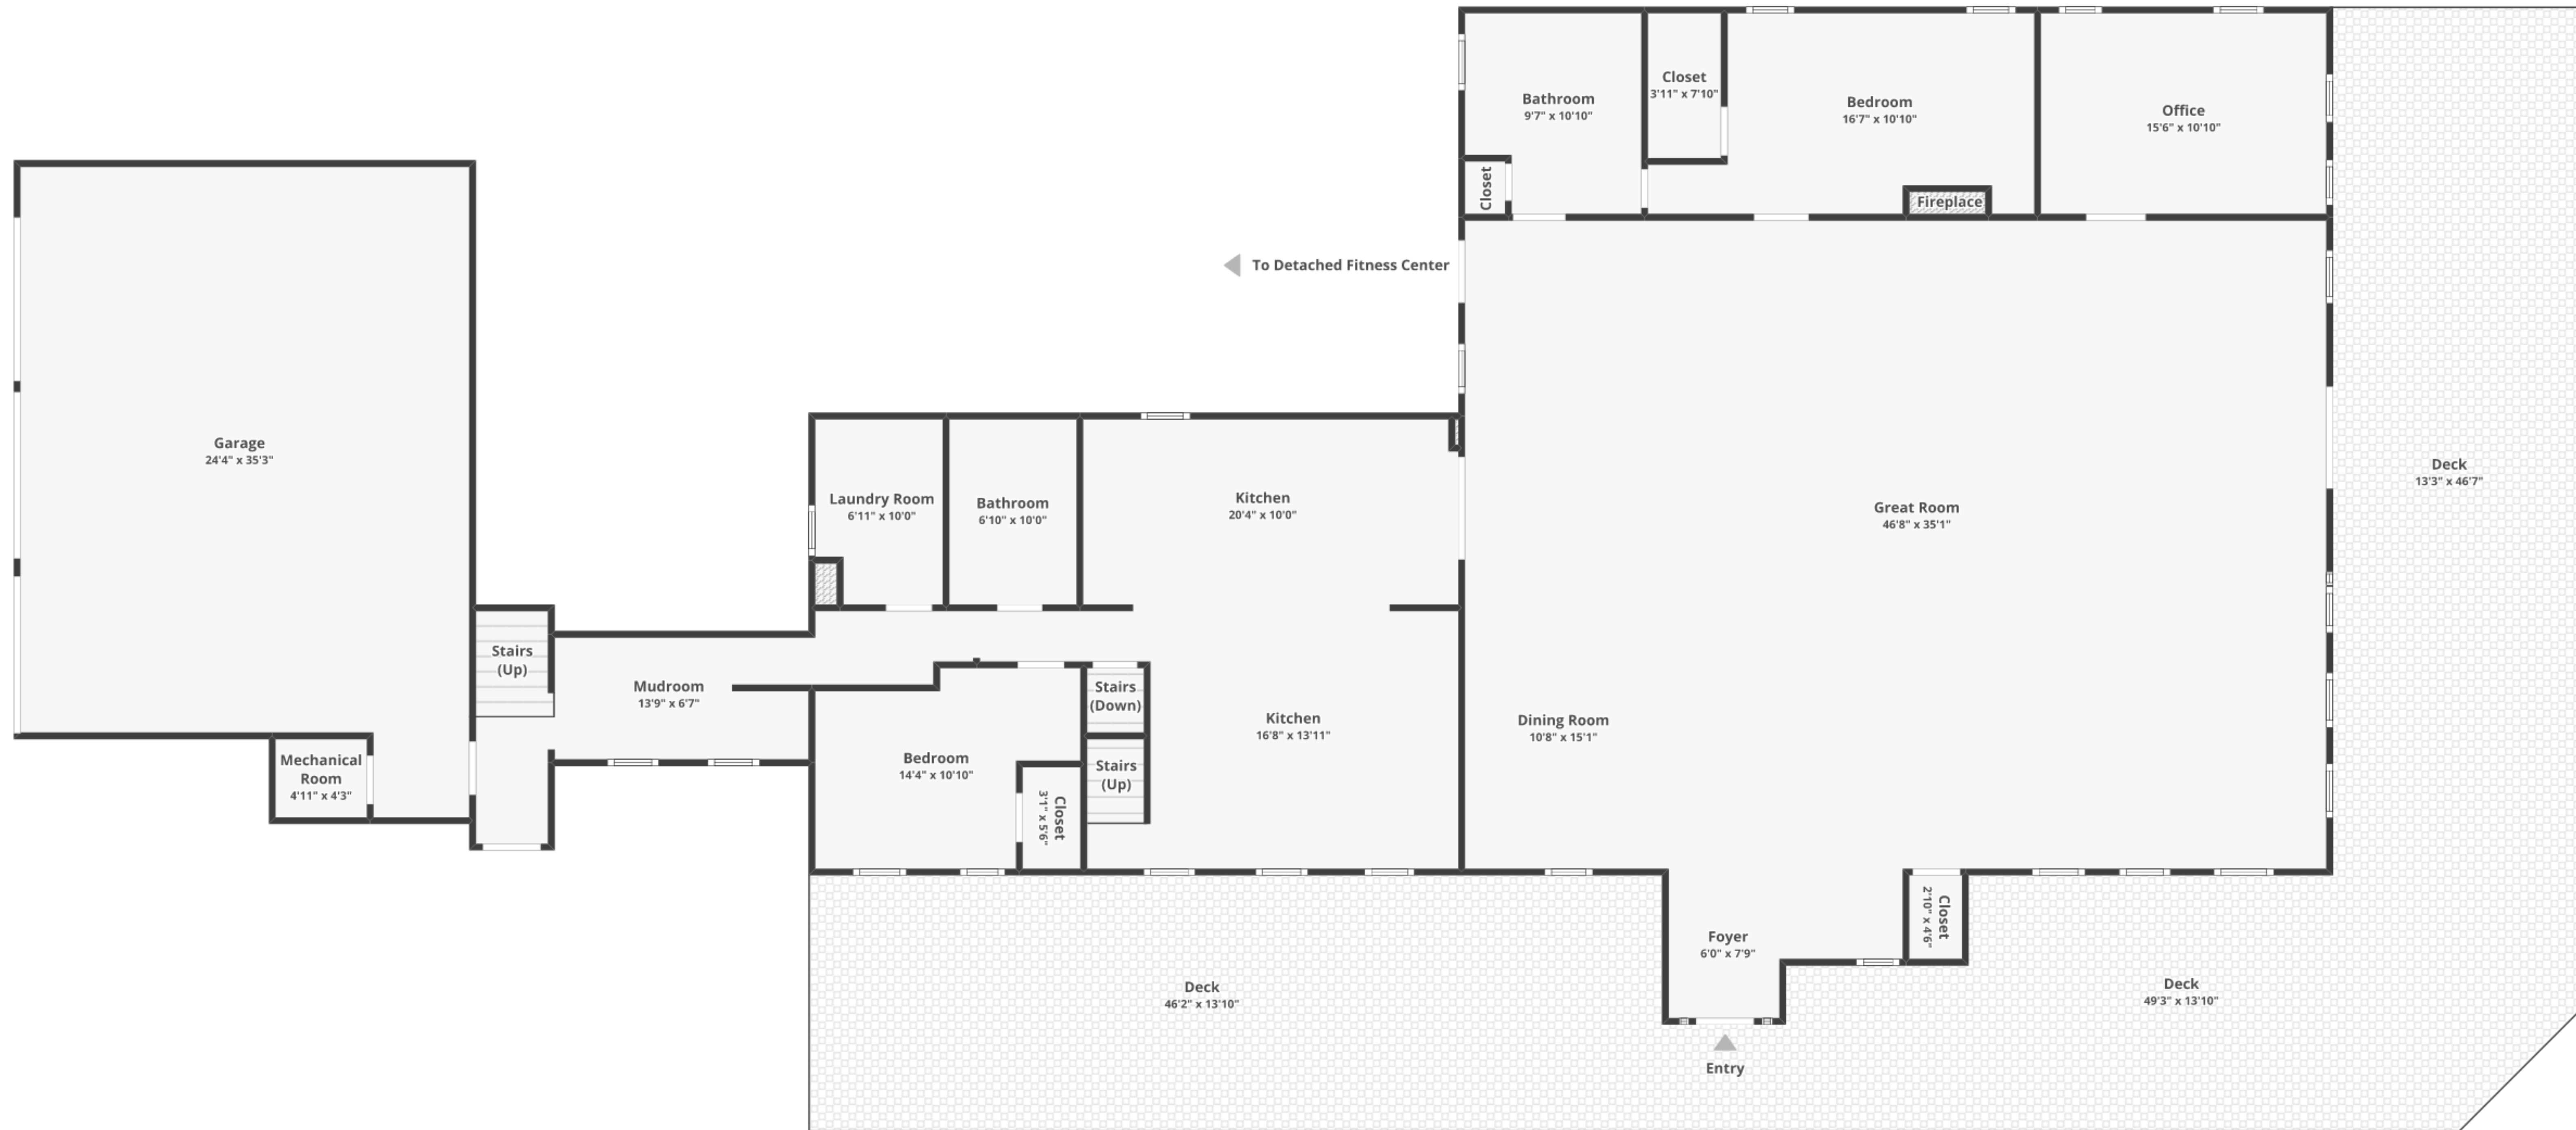 Bathroom
9'7" x 10'10"
Closet
3'11" x 7'10"
Bedroom
16'7" x 10'10"
Office
15'6" x 10'10"
Closet
Fireplace
To Detached Fitness Center
Garage
24'4" x 35'3"
Laundry Room
6'11" x 10'0"
Bathroom
6'10" x 10'0"
Kitchen
20'4" x 10'0"
Great Room
46'8" x 35'1"
Deck
13'3" x 46'7"
Stairs
(Up)
Mudroom
13'9" x 6'7"
Stairs
(Down)
Kitchen
16'8" x 13'11"
Dining Room
10'8" x 15'1"
Mechanical
Room
4'11" x 4'3"
Bedroom
14'4" x 10'10"
Stairs
(Up)
Closet
3'1" x 5'6"
Foyer
6'0" x 7'9"
Closet
2'10" x 4'6"
Deck
46'2" x 13'10"
Deck
49'3" x 13'10"
Entry